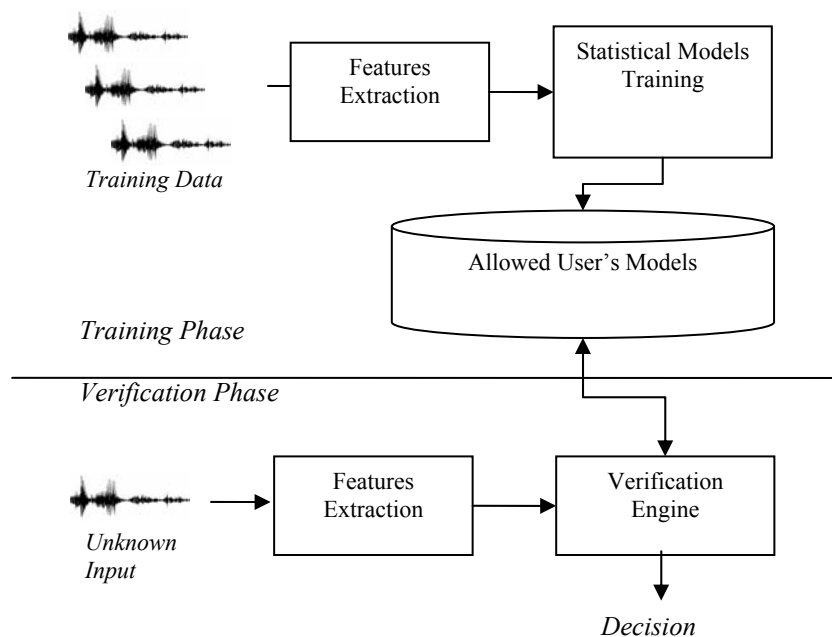 Features
Extraction
Statistical Models
Training
Training Data
Allowed User’s Models
Training Phase
Verification Phase
Features
Extraction
Verification
Engine
Unknown
Input
Decision